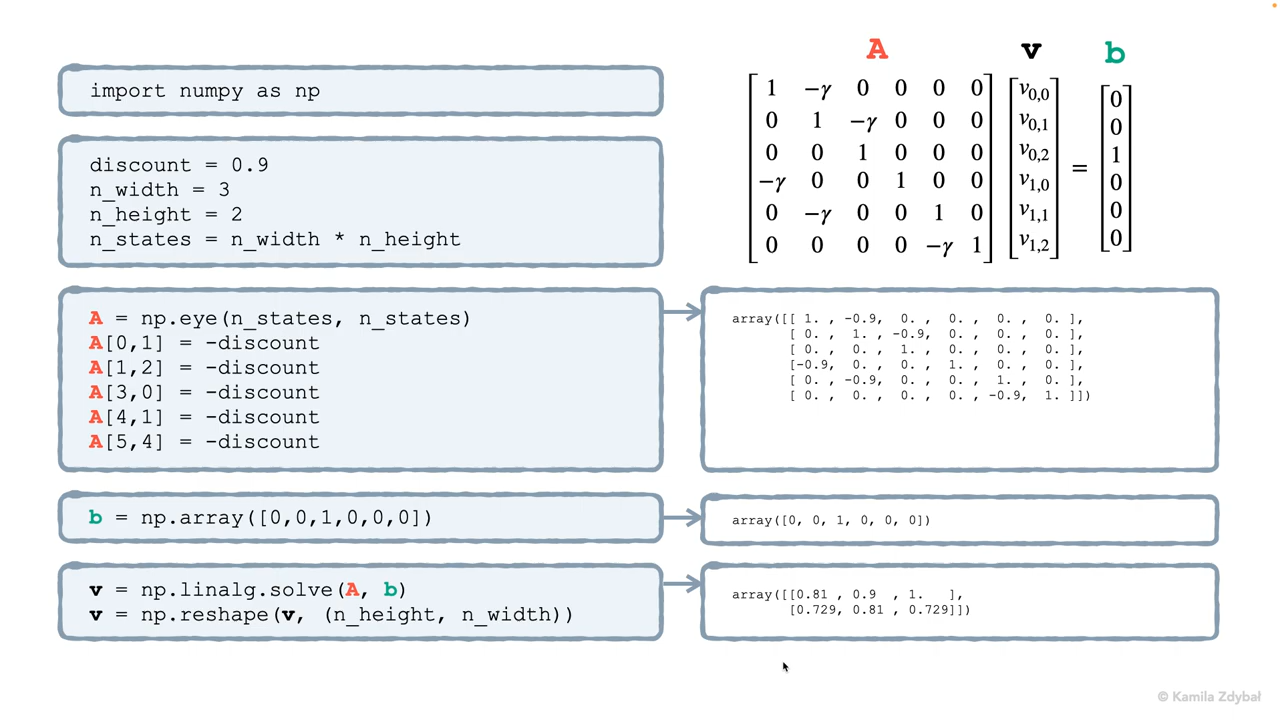 import numpy as np
discount = 0.9
n_width = 3
n_height = 2
n_states = n_width * n_height
A v b
1 -γ 0 0 0 0 v0,0 0
0 1 -γ 0 0 0 v0,1 0
0 0 1 0 0 0 v0,2 1
-γ 0 0 1 0 0 v1,0 = 0
0 -γ 0 0 1 0 v1,1 0
0 0 0 0 -γ 1 v1,2 0
A = np.eye(n_states, n_states)
A[0,1] = -discount
A[1,2] = -discount
A[3,0] = -discount
A[4,1] = -discount
A[5,4] = -discount
array([[ 1. , -0.9, 0. , 0. , 0. , 0. ],
[ 0. , 1. , -0.9, 0. , 0. , 0. ],
[ 0. , 0. , 1. , 0. , 0. , 0. ],
[-0.9, 0. , 0. , 1. , 0. , 0. ],
[ 0. , -0.9, 0. , 0. , 1. , 0. ],
[ 0. , 0. , 0. , 0. , -0.9, 1. ]])
b = np.array([0,0,1,0,0,0])
array([0, 0, 1, 0, 0, 0])
v = np.linalg.solve(A, b)
v = np.reshape(v, (n_height, n_width))
array([[0.81 , 0.9 , 1. ],
[0.729, 0.81 , 0.729]])
© Kamila Zdybał